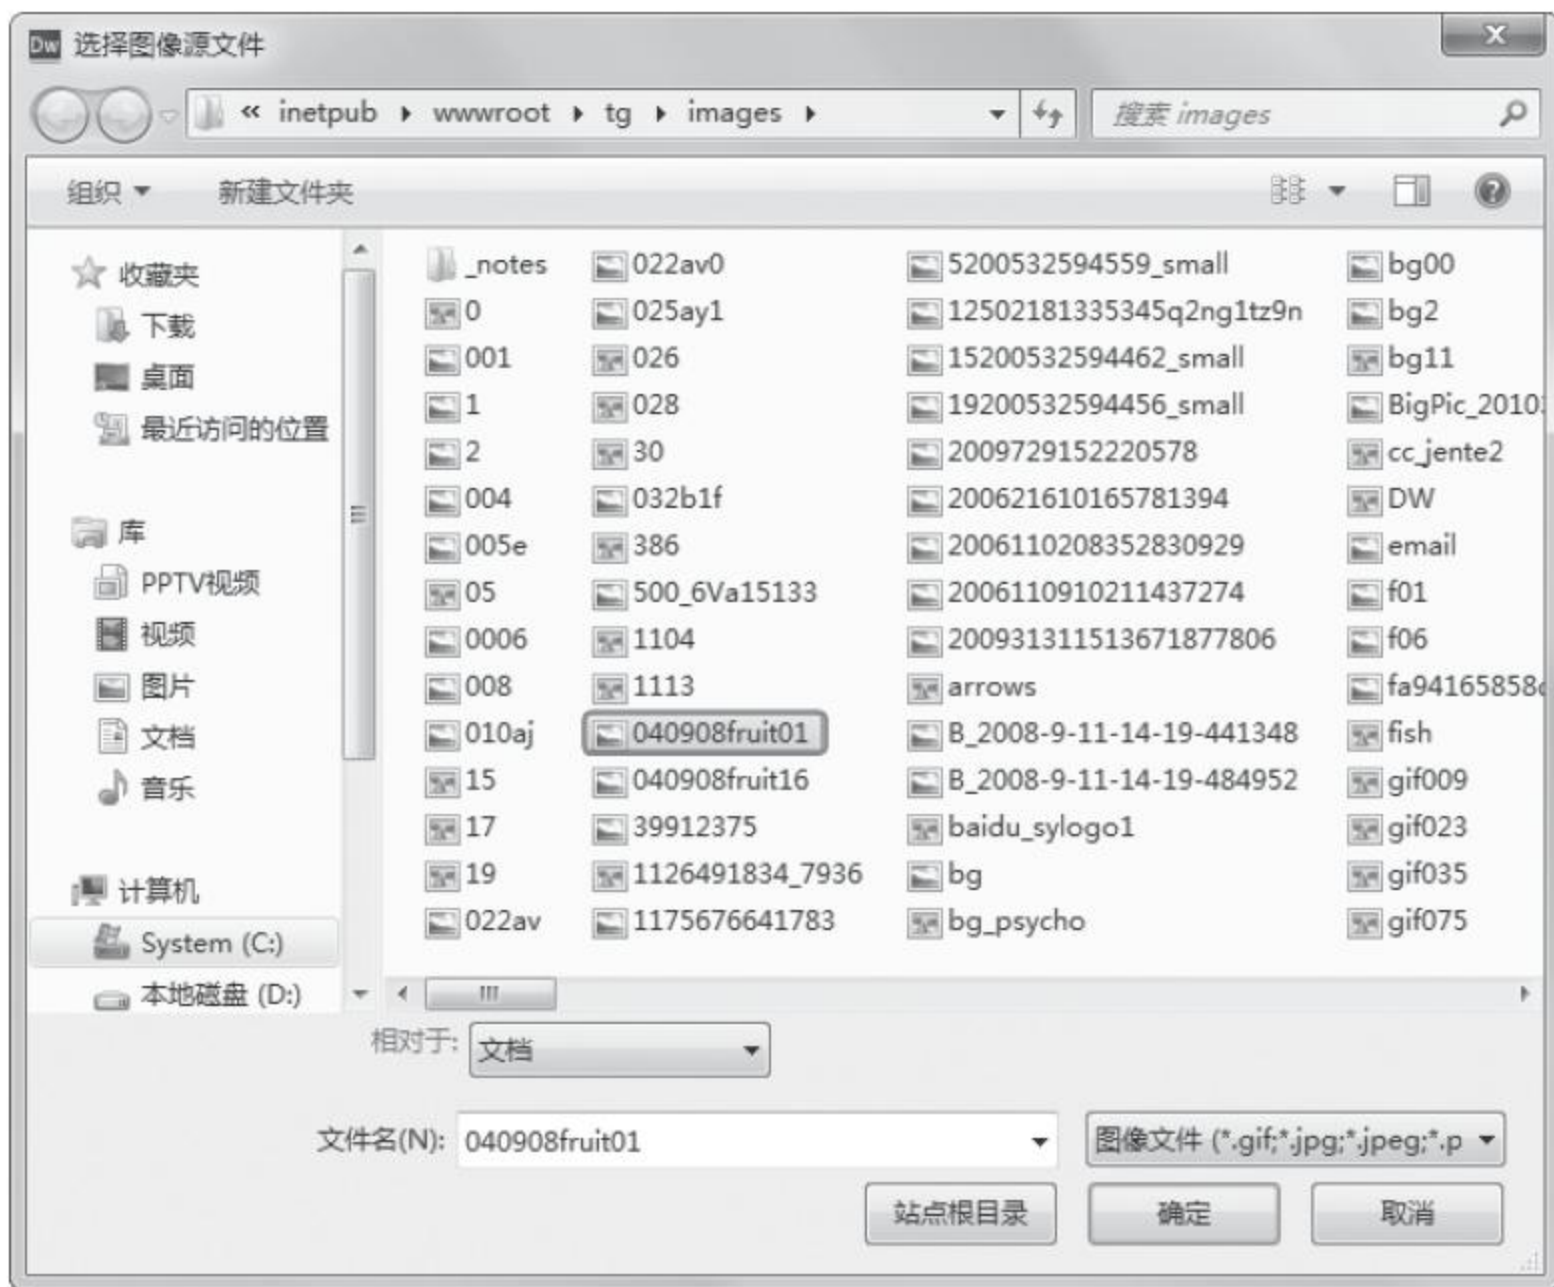 Dw 选择图像源文件
« inetpub ▸ wwwroot ▸ tg ▸ images ▸
搜索 images
组织 新建文件夹
收藏夹
下载
桌面
最近访问的位置
库
PPTV视频
视频
图片
文档
音乐
计算机
System (C:)
本地磁盘 (D:)
_notes
0
001
1
2
004
005e
05
0006
008
010aj
15
17
19
022av
022av0
025ay1
026
028
30
032b1f
386
500_6Va15133
1104
1113
040908fruit01
040908fruit16
39912375
1126491834_7936
1175676641783
5200532594559_small
12502181335345q2ng1tz9n
15200532594462_small
19200532594456_small
2009729152220578
200621610165781394
2006110208352830929
2006110910211437274
200931311513671877806
arrows
B_2008-9-11-14-19-441348
B_2008-9-11-14-19-484952
baidu_sylogo1
bg
bg_psycho
bg00
bg2
bg11
BigPic_2010
cc_jente2
DW
email
f01
f06
fa94165858
fish
gif009
gif023
gif035
gif075
相对于: 文档
文件名(N): 040908fruit01
图像文件 (*.gif;*.jpg;*.jpeg;*.p
站点根目录 确定 取消